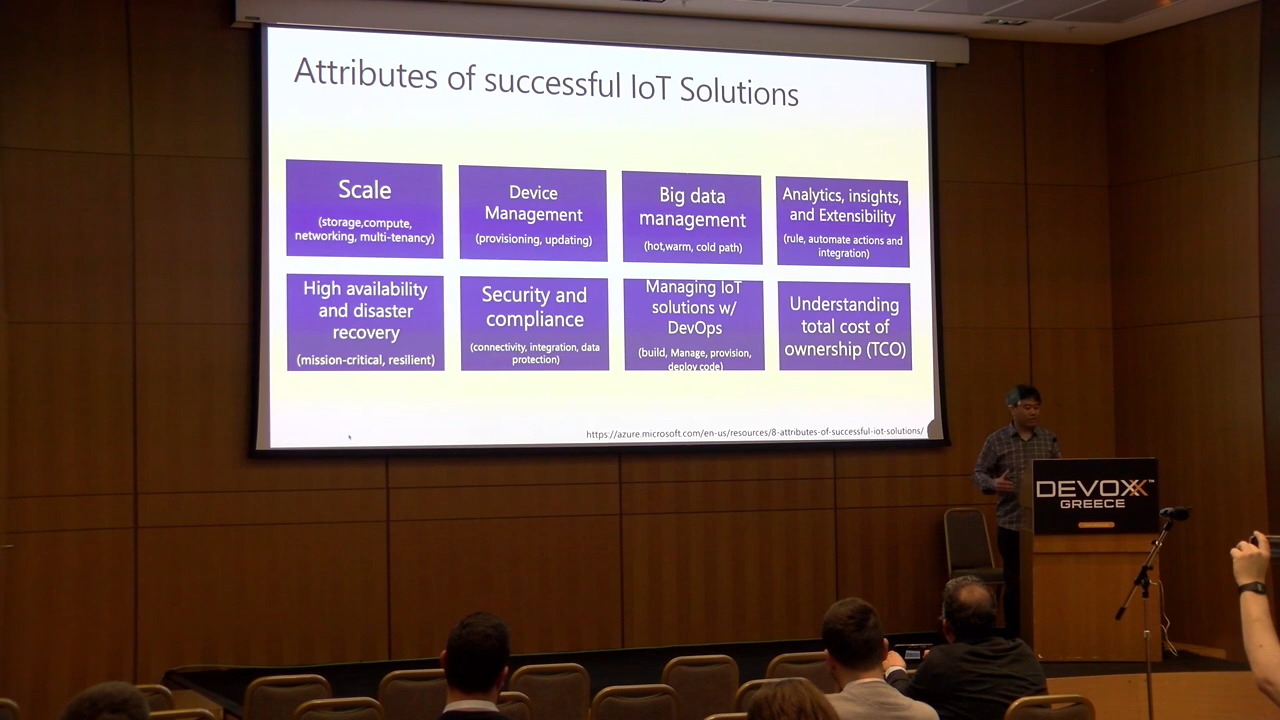 Attributes of successful IoT Solutions
Scale
(storage,compute,
networking, multi-tenancy)
Device
Management
(provisioning, updating)
Big data
management
(hot,warm, cold path)
Analytics, insights,
and Extensibility
(rule, automate actions and
integration)
High availability
and disaster
recovery
(mission-critical, resilient)
Security and
compliance
(connectivity, integration, data
protection)
Managing IoT
solutions w/
DevOps
(build, Manage, provision,
deploy code)
Understanding
total cost of
ownership (TCO)
https://azure.microsoft.com/en-us/resources/8-attributes-of-successful-iot-solutions/
DEVOXX™
GREECE